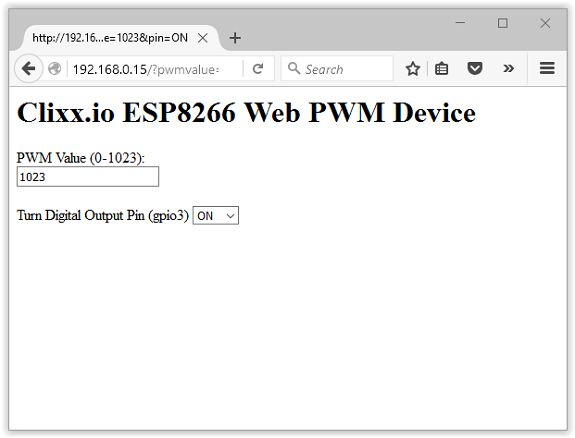 http://192.16...e=1023&pin=ON
192.168.0.15/?pwmvalue=
Search
Clixx.io ESP8266 Web PWM Device
PWM Value (0-1023):
1023
Turn Digital Output Pin (gpio3) ON